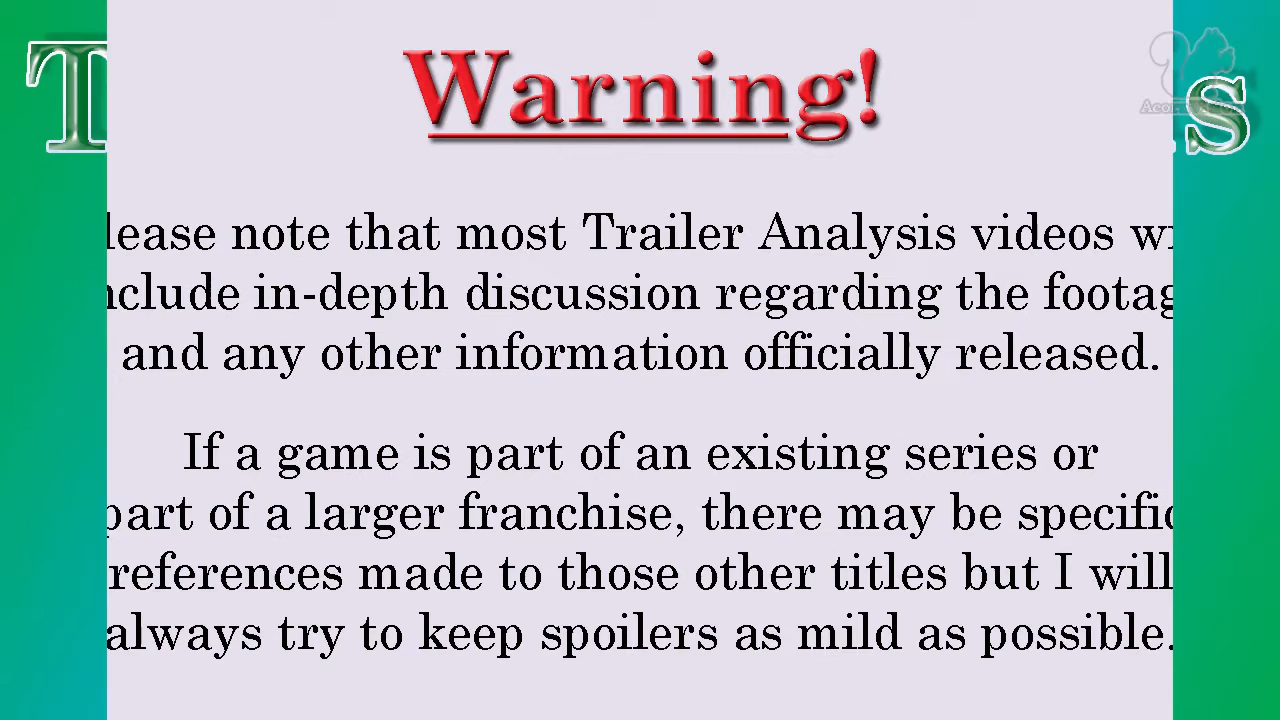 Warning!
T
s
lease note that most Trailer Analysis videos wi
nclude in-depth discussion regarding the footag
and any other information officially released.
If a game is part of an existing series or
part of a larger franchise, there may be specific
references made to those other titles but I will
always try to keep spoilers as mild as possible.